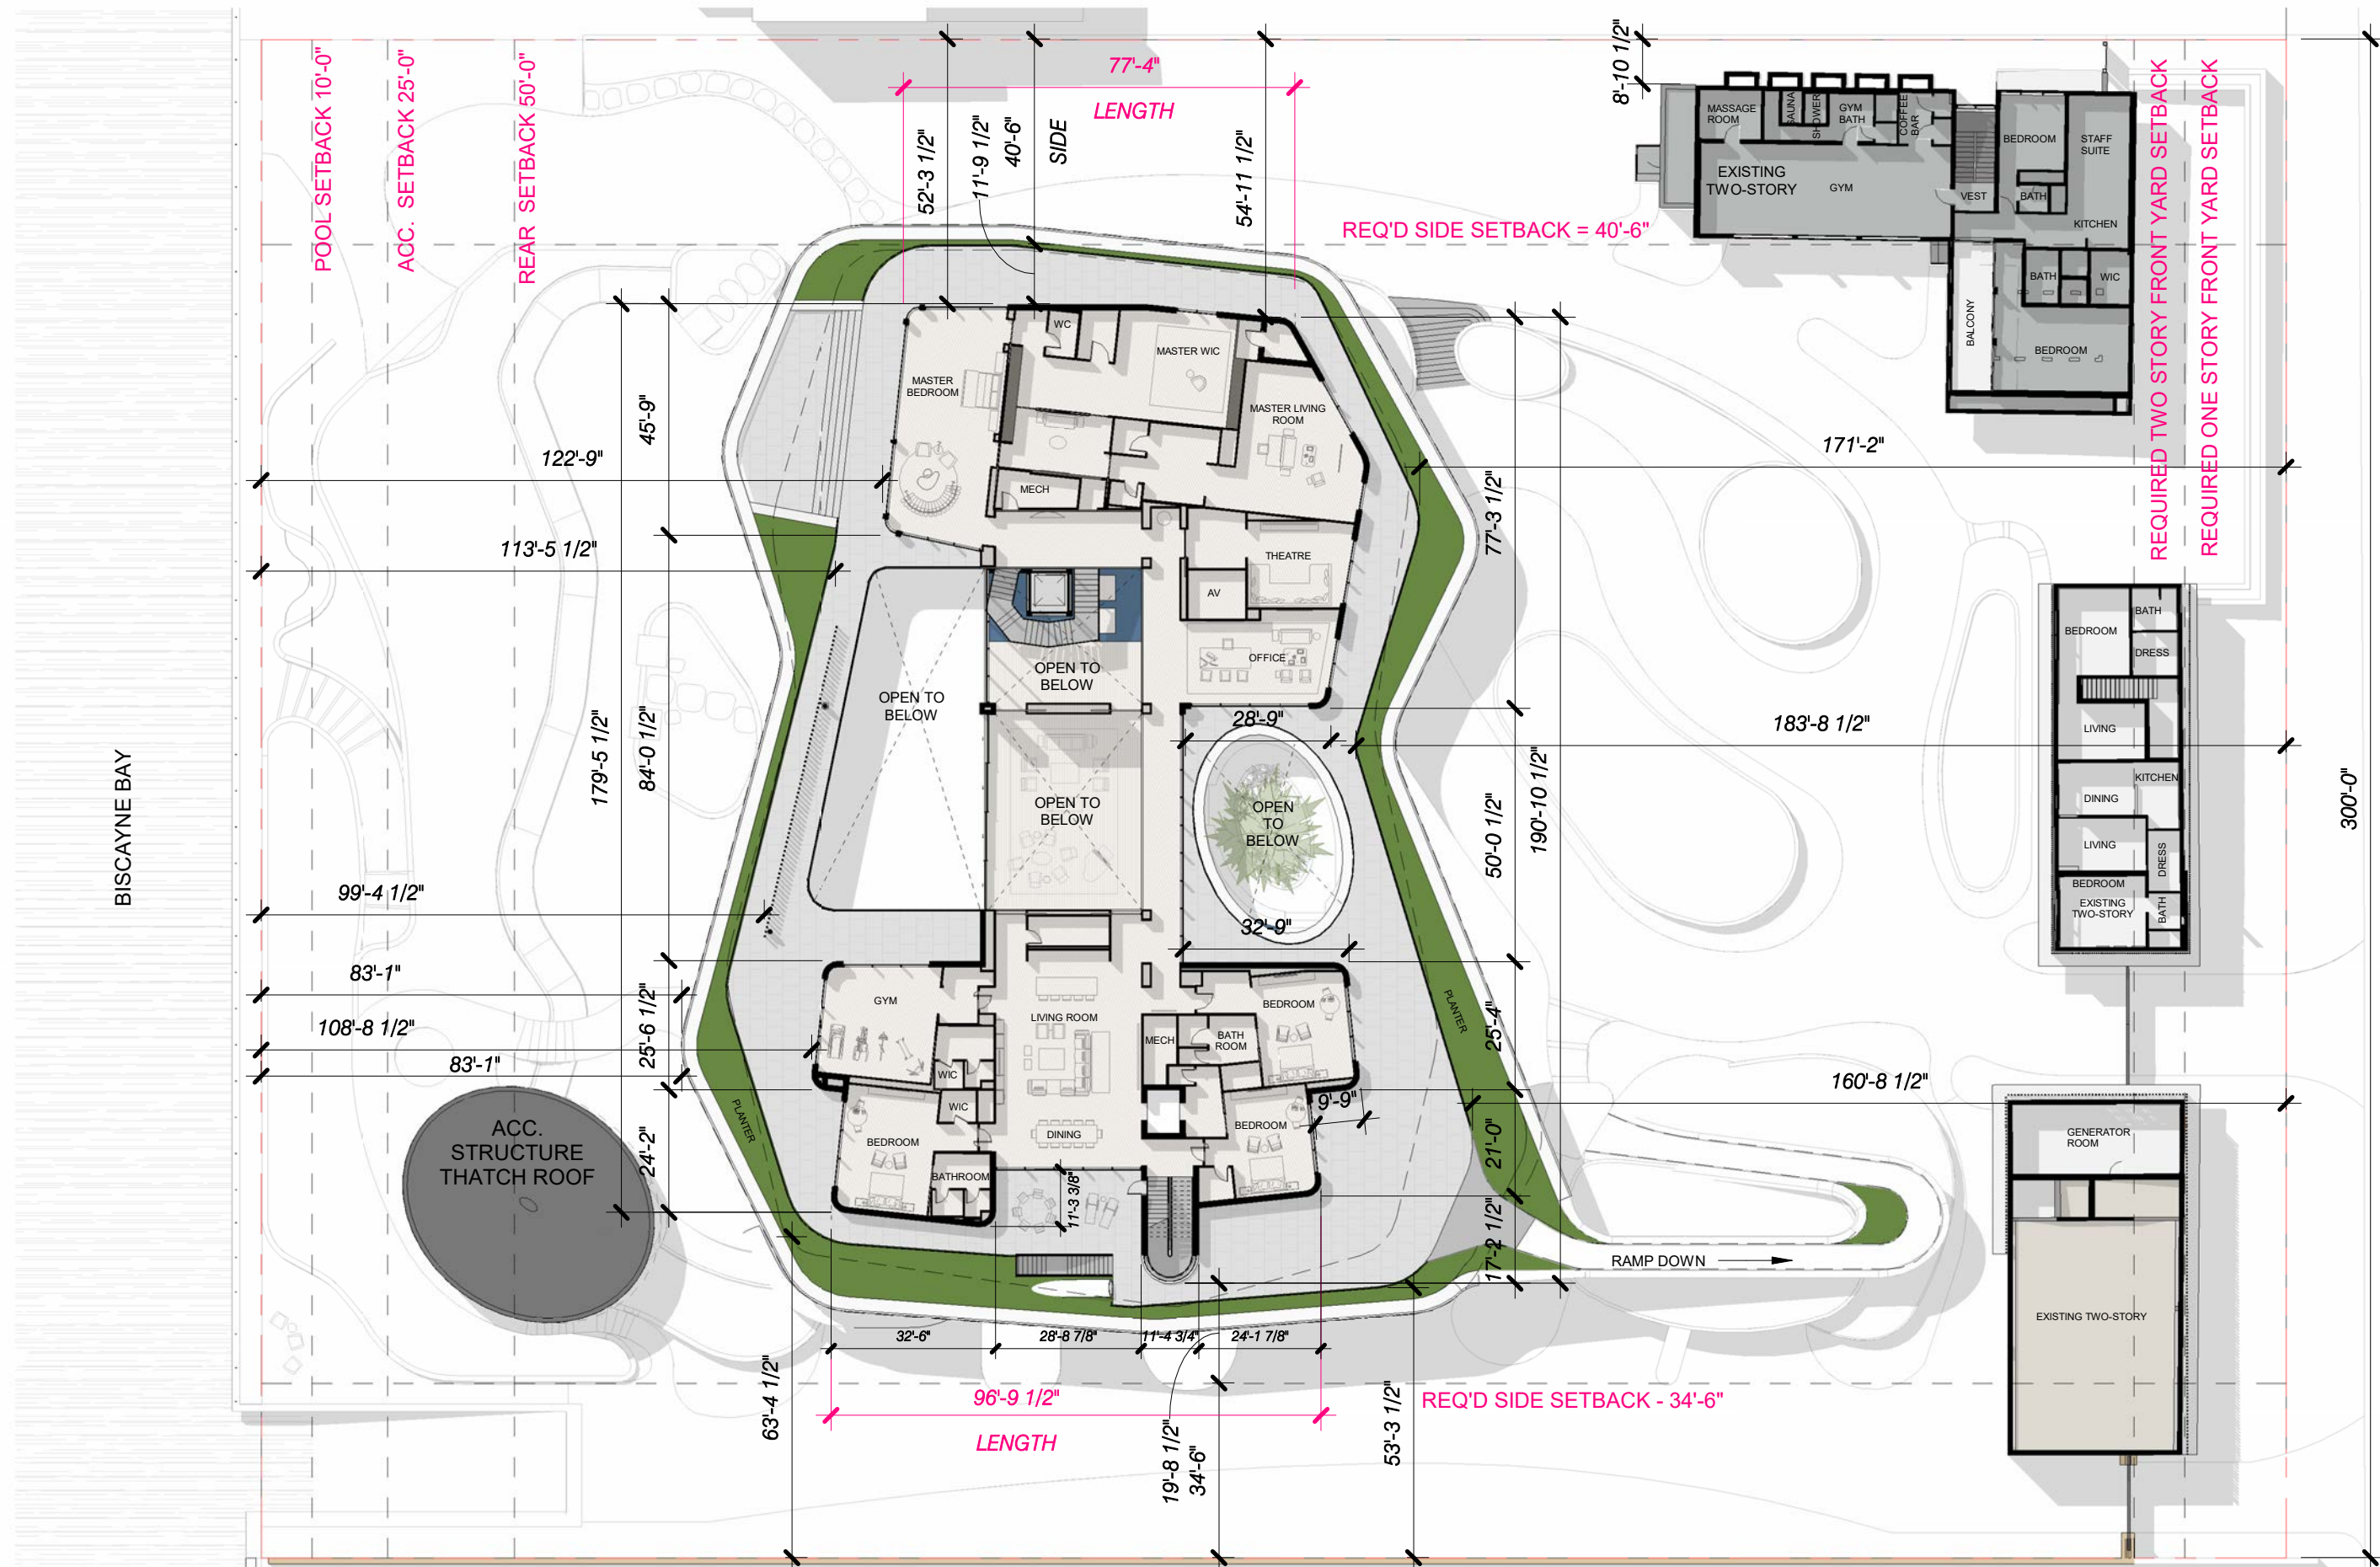 POOL SETBACK 10'-0"
ACC. SETBACK 25'-0"
REAR SETBACK 50'-0"
77'-4"
LENGTH
52'-3 1/2"
11'-9 1/2"
40'-6"
SIDE
54'-11 1/2"
8'-10 1/2"
REQ'D SIDE SETBACK = 40'-6"
MASSAGE
ROOM
SAUNA
SHOWER
GYM
BATH
COFFEE
BAR
EXISTING
TWO-STORY
GYM
VEST
BEDROOM
STAFF
SUITE
BATH
KITCHEN
BATH
WIC
BALCONY
BEDROOM
REQUIRED TWO STORY FRONT YARD SETBACK
REQUIRED ONE STORY FRONT YARD SETBACK
WC
MASTER WIC
MASTER
BEDROOM
MASTER LIVING
ROOM
MECH
THEATRE
AV
OFFICE
45'-9"
122'-9"
113'-5 1/2"
171'-2"
77'-3 1/2"
179'-5 1/2"
84'-0 1/2"
OPEN TO
BELOW
OPEN TO
BELOW
OPEN TO
BELOW
28'-9"
OPEN
TO
BELOW
32'-9"
183'-8 1/2"
50'-0 1/2"
190'-10 1/2"
300'-0"
BISCAYNE BAY
BEDROOM
BATH
DRESS
LIVING
KITCHEN
DINING
LIVING
DRESS
BEDROOM
EXISTING
TWO-STORY
BATH
99'-4 1/2"
83'-1"
108'-8 1/2"
83'-1"
25'-6 1/2"
24'-2"
GYM
LIVING ROOM
BEDROOM
MECH
BATH
ROOM
WIC
WIC
BEDROOM
BATHROOM
DINING
BEDROOM
9'-9"
11'-3 3/8"
PLANTER
PLANTER
25'-4"
21'-0"
17'-2 1/2"
160'-8 1/2"
ACC.
STRUCTURE
THATCH ROOF
RAMP DOWN
GENERATOR
ROOM
EXISTING TWO-STORY
32'-6"
28'-8 7/8"
11'-4 3/4"
24'-1 7/8"
63'-4 1/2"
96'-9 1/2"
LENGTH
19'-8 1/2"
34'-6"
53'-3 1/2"
REQ'D SIDE SETBACK - 34'-6"